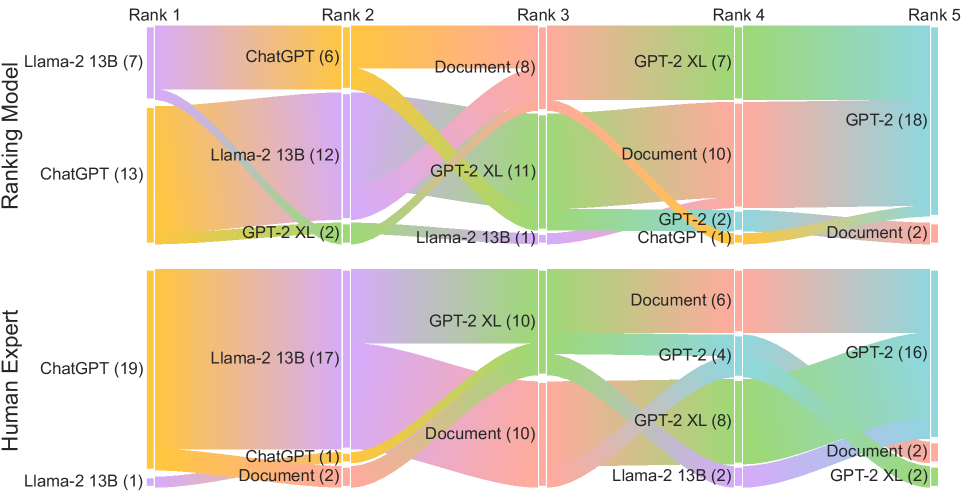 Rank 1 Rank 2 Rank 3 Rank 4 Rank 5
Ranking Model
Llama-2 13B (7)
ChatGPT (13)
ChatGPT (6)
Llama-2 13B (12)
GPT-2 XL (2)
Document (8)
GPT-2 XL (11)
Llama-2 13B (1)
GPT-2 XL (7)
Document (10)
GPT-2 (2)
ChatGPT (1)
GPT-2 (18)
Document (2)
Human Expert
ChatGPT (19)
Llama-2 13B (1)
Llama-2 13B (17)
ChatGPT (1)
Document (2)
GPT-2 XL (10)
Document (10)
Document (6)
GPT-2 (4)
GPT-2 XL (8)
Llama-2 13B (2)
GPT-2 (16)
Document (2)
GPT-2 XL (2)